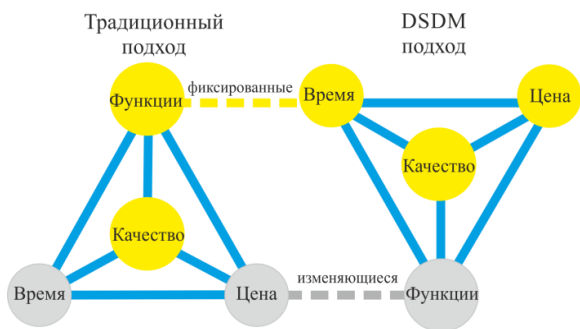 Традиционный
подход
DSDM
подход
Функции
фиксированные
Время
Цена
Качество
Качество
Время
Цена
изменяющиеся
Функции